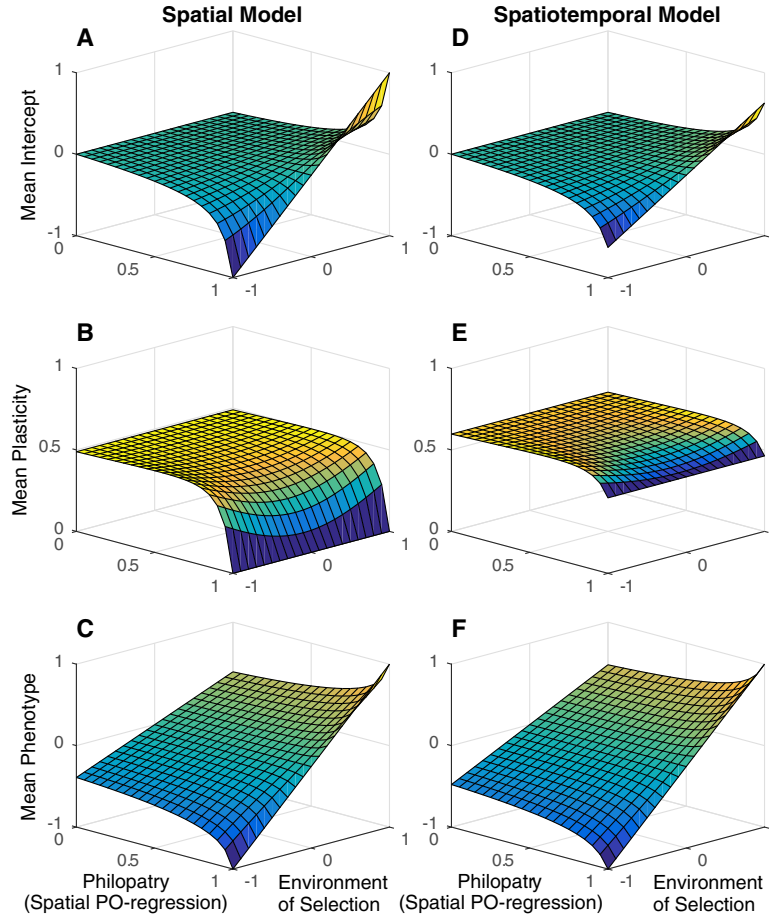 Spatial Model
Spatiotemporal Model
A
D
Mean Intercept
1
0
-1
0
0.5
1
-1
0
1
0
0.5
1
-1
0
1
0
-1
B
E
Mean Plasticity
1
0.5
0
0
0.5
1
-1
0
1
1
0.5
0
0
0.5
1
-1
0
C
F
Mean Phenotype
1
0
-1
0
0.5
1
-1
0
1
1
0
-1
0
0.5
1
-1
0
Philopatry
(Spatial PO-regression)
Environment
of Selection
Philopatry
(Spatial PO-regression)
Environment
of Selection